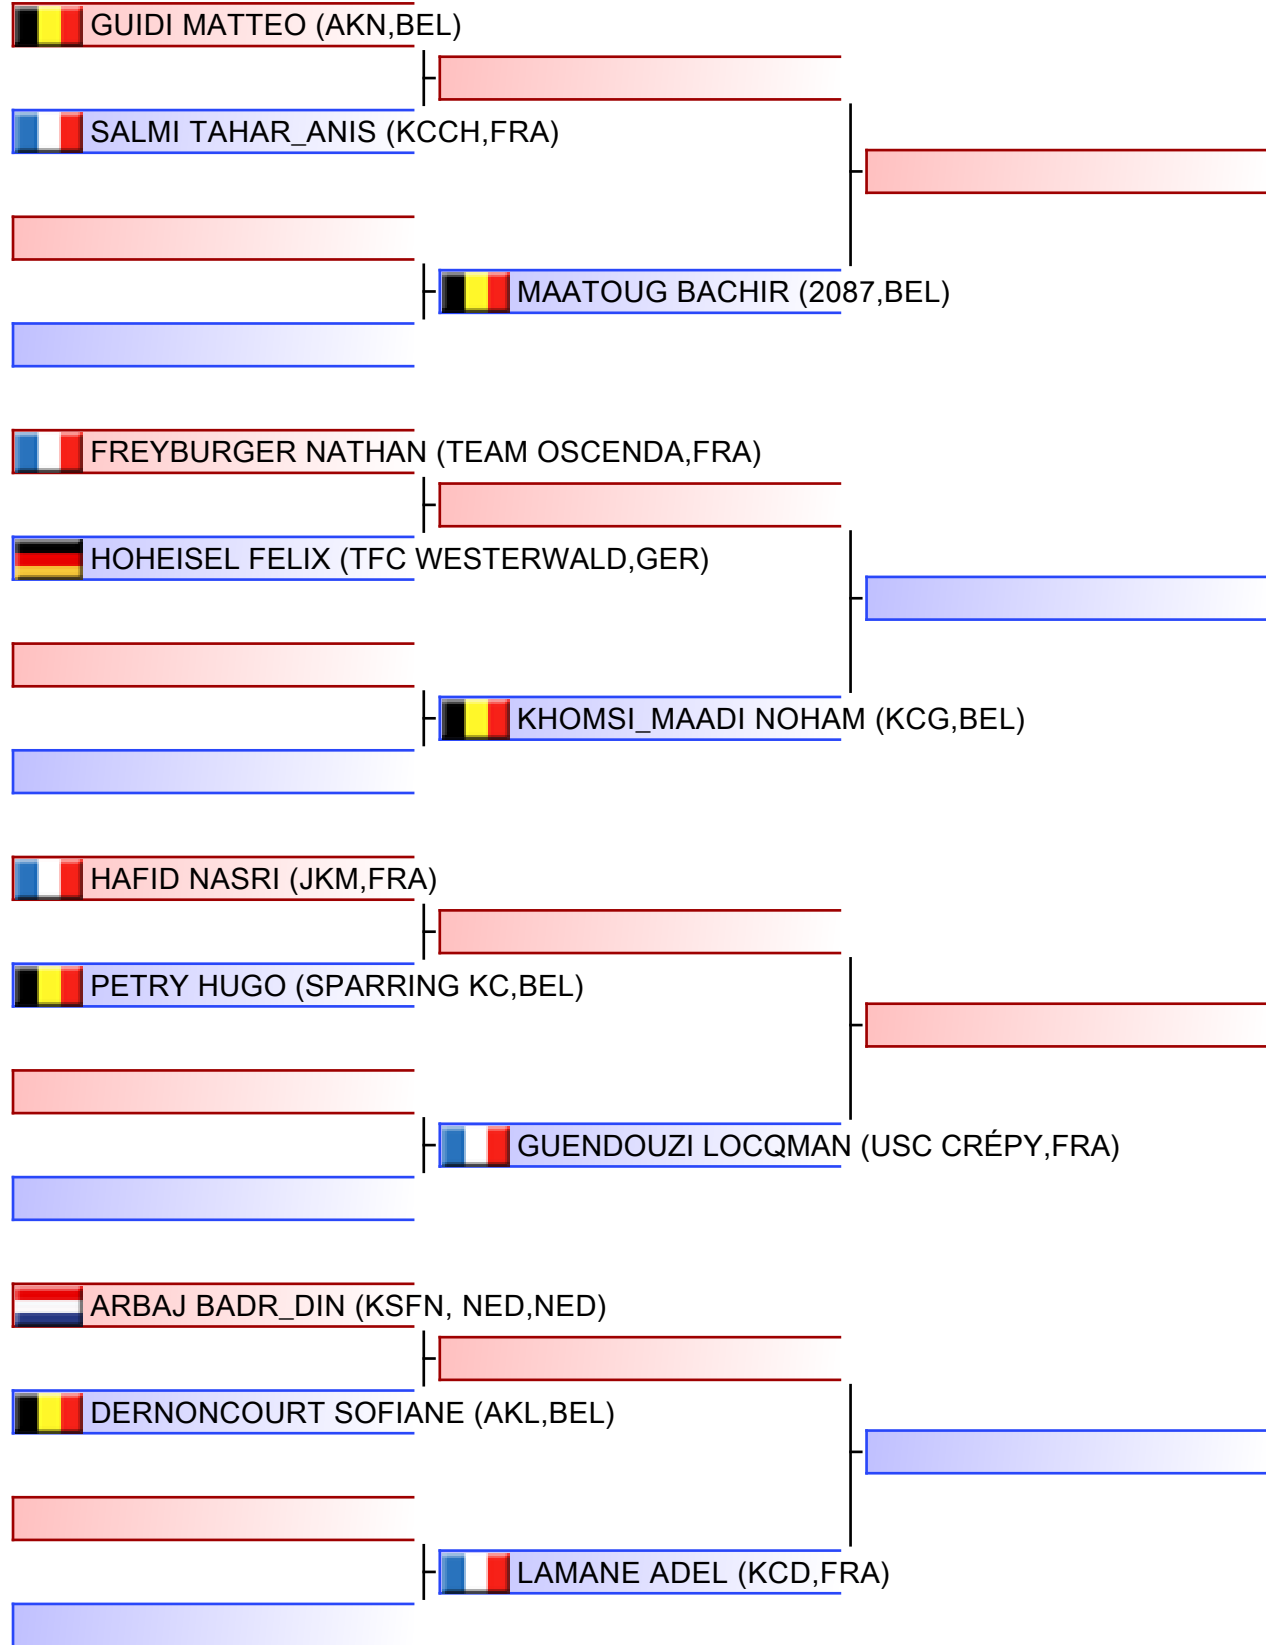 GUIDI MATTEO (AKN,BEL)
SALMI TAHAR_ANIS (KCCH,FRA)
MAATOUG BACHIR (2087,BEL)
FREYBURGER NATHAN (TEAM OSCENDA,FRA)
HOHEISEL FELIX (TFC WESTERWALD,GER)
KHOMSI_MAADI NOHAM (KCG,BEL)
HAFID NASRI (JKM,FRA)
PETRY HUGO (SPARRING KC,BEL)
GUENDOUZI LOCQMAN (USC CRÉPY,FRA)
ARBAJ BADR_DIN (KSFN, NED,NED)
DERNONCOURT SOFIANE (AKL,BEL)
LAMANE ADEL (KCD,FRA)